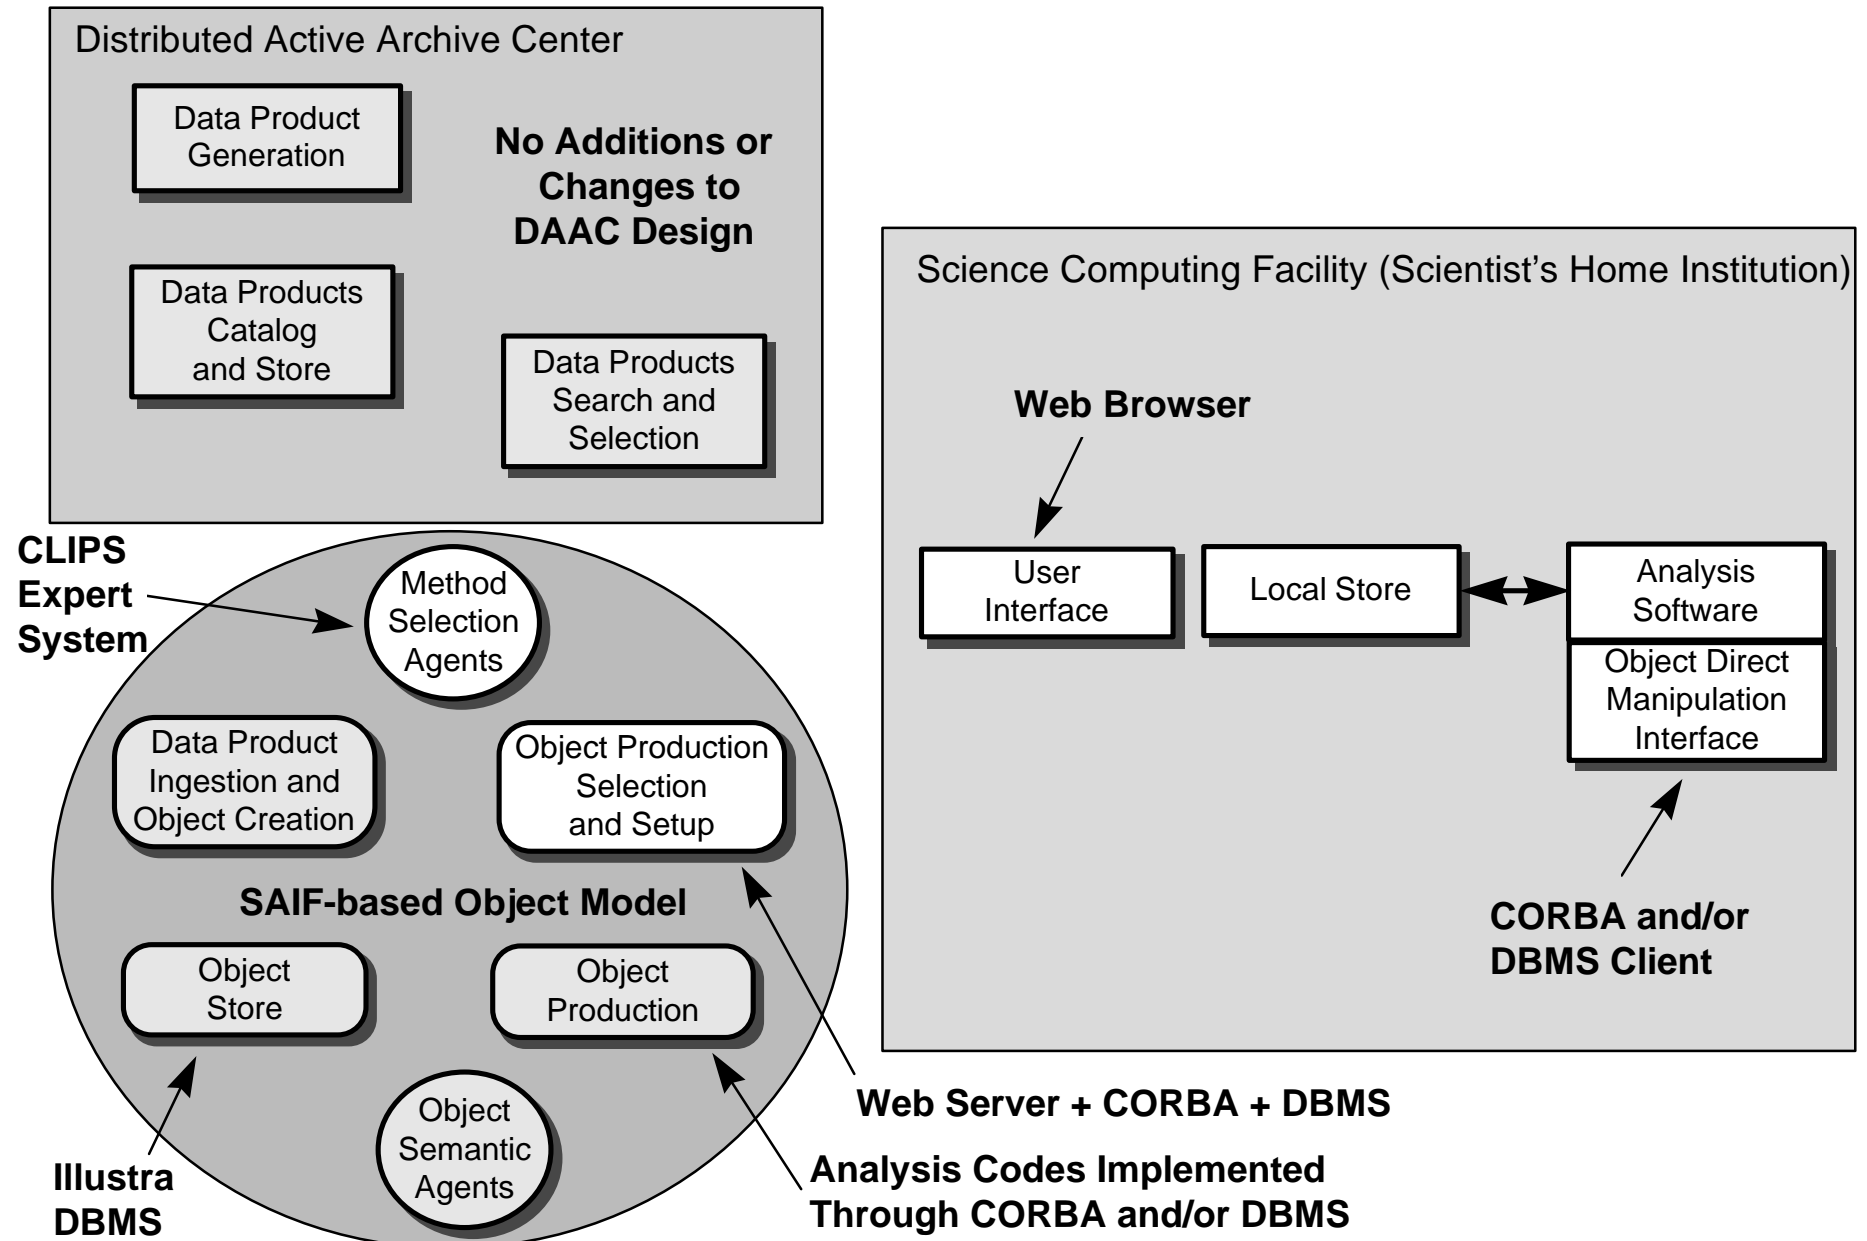 Distributed Active Archive Center
Data Product
Generation
No Additions or
Changes to
DAAC Design
Data Products
Catalog
and Store
Data Products
Search and
Selection
Science Computing Facility (Scientist’s Home Institution)
Web Browser
User
Interface
Local Store
Analysis
Software
Object Direct
Manipulation
Interface
CORBA and/or
DBMS Client
CLIPS
Expert
System
Method
Selection
Agents
Data Product
Ingestion and
Object Creation
Object Production
Selection
and Setup
SAIF-based Object Model
Object
Store
Object
Production
Object
Semantic
Agents
Illustra
DBMS
Web Server + CORBA + DBMS
Analysis Codes Implemented
Through CORBA and/or DBMS